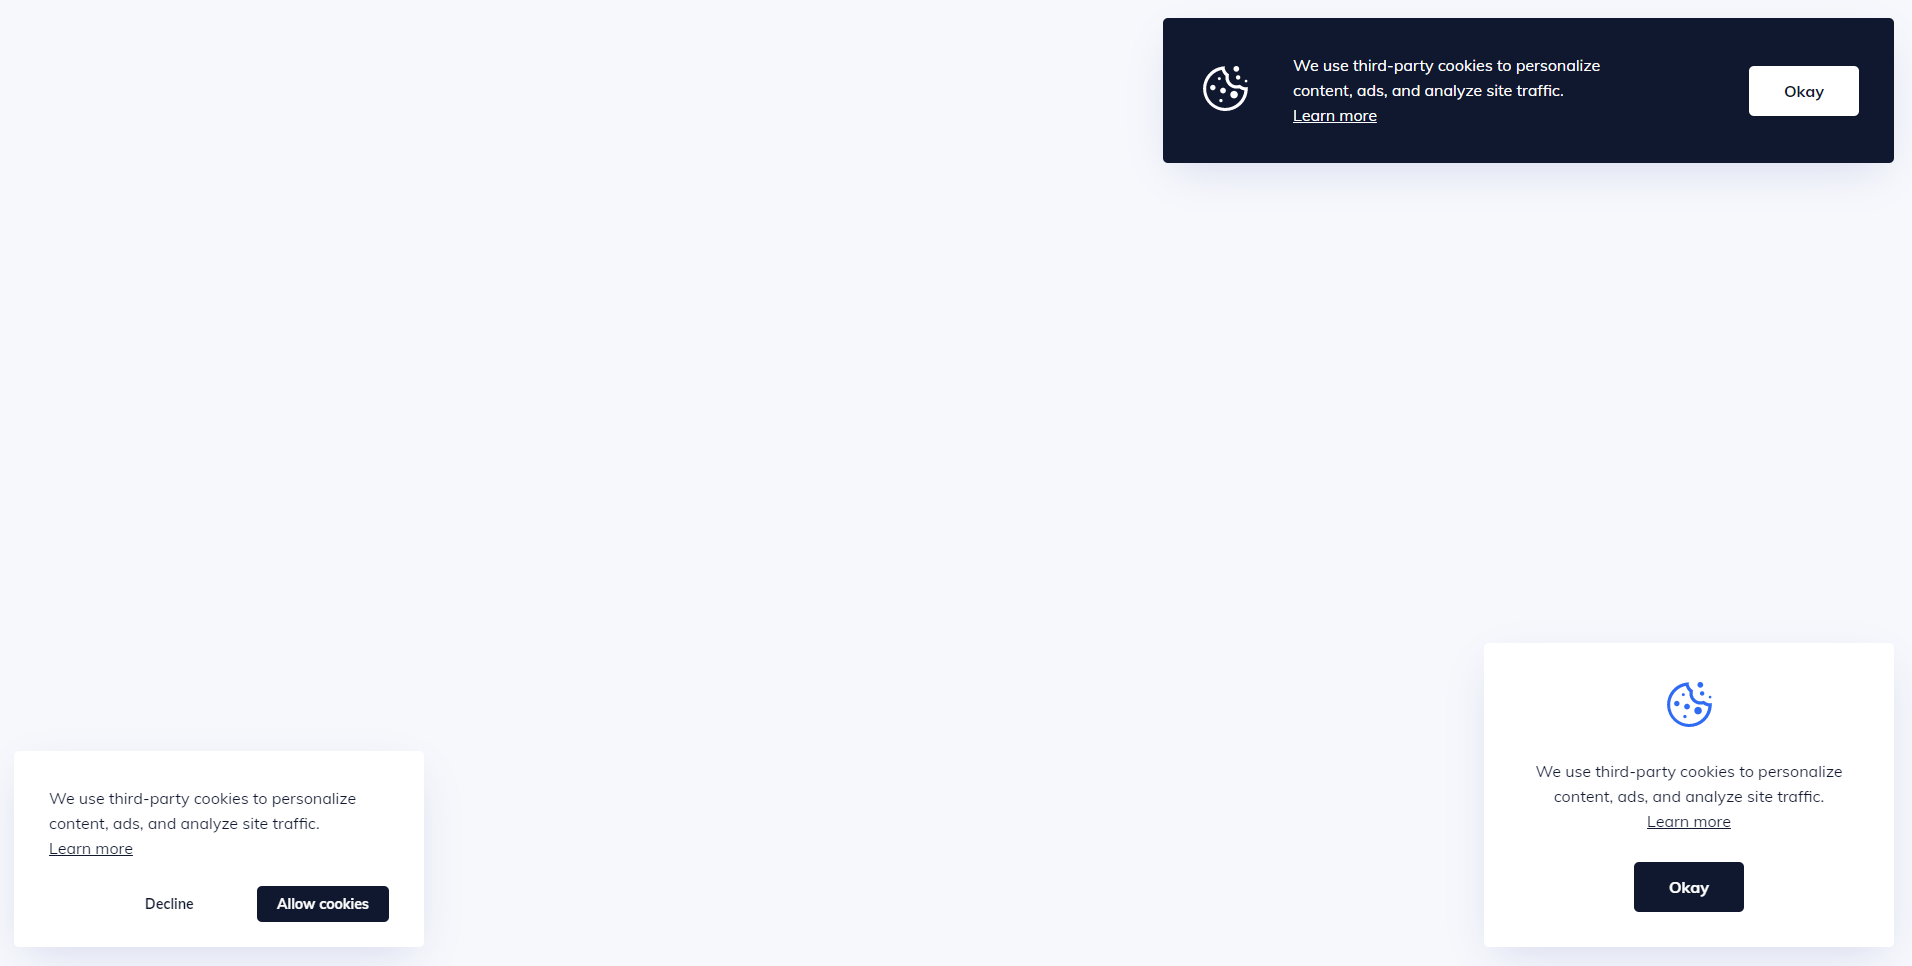 We use third-party cookies to personalize
content, ads, and analyze site traffic.
Learn more
Okay
We use third-party cookies to personalize
content, ads, and analyze site traffic.
Learn more
Decline
Allow cookies
We use third-party cookies to personalize
content, ads, and analyze site traffic.
Learn more
Okay